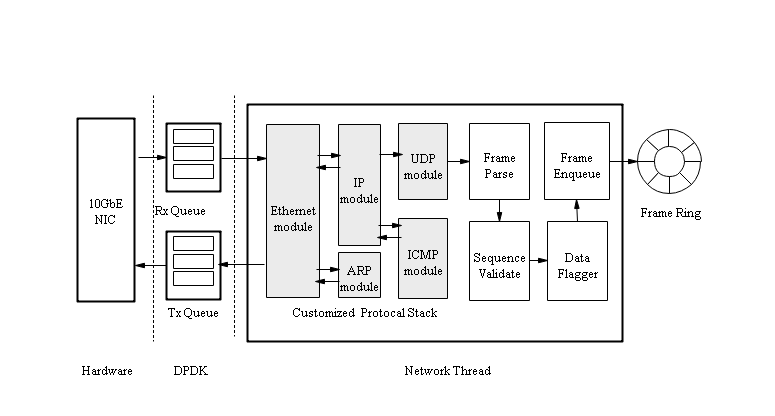 10GbE
NIC
Rx Queue
Tx Queue
Ethernet
module
IP
module
ARP
module
UDP
module
ICMP
module
Customized Protocal Stack
Frame
Parse
Sequence
Validate
Frame
Enqueue
Data
Flagger
Frame Ring
Hardware
DPDK
Network Thread